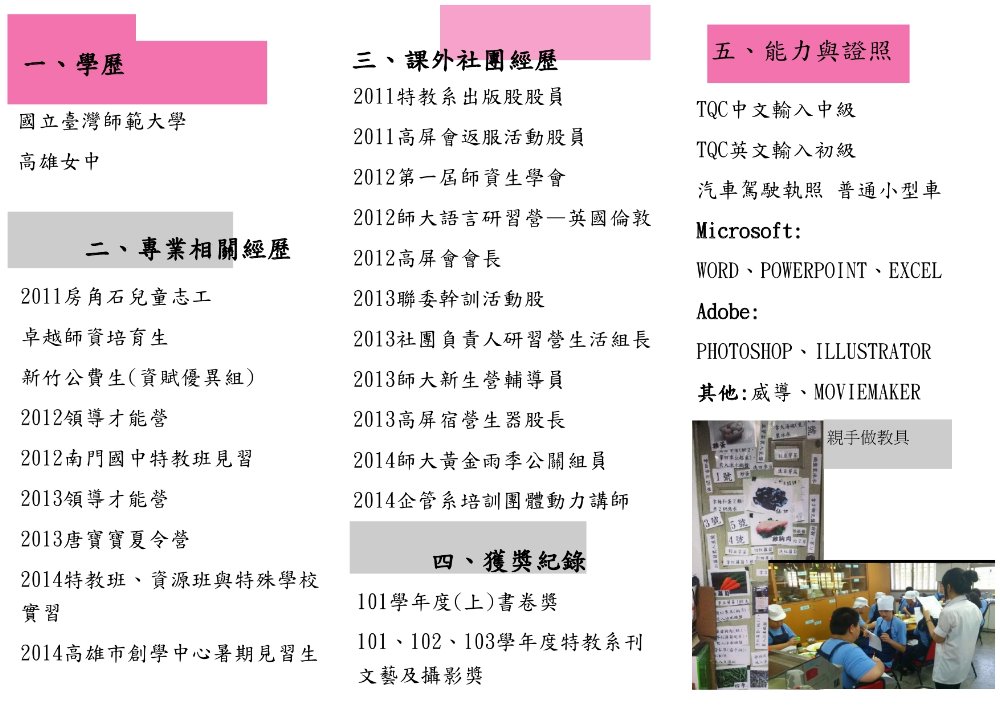 一、學歷
國立臺灣師範大學
高雄女中
二、專業相關經歷
2011房角石兒童志工
卓越師資培育生
新竹公費生(資賦優異組)
2012領導才能營
2012南門國中特教班見習
2013領導才能營
2013唐寶寶夏令營
2014特教班、資源班與特殊學校
實習
2014高雄市創學中心暑期見習生
三、課外社團經歷
2011特教系出版股股員
2011高屏會返服活動股員
2012第一屆師資生學會
2012師大語言研習營—英國倫敦
2012高屏會會長
2013聯委幹訓活動股
2013社團負責人研習營生活組長
2013師大新生營輔導員
2013高屏宿營生器股長
2014師大黃金雨季公關組員
2014企管系培訓團體動力講師
四、獲獎紀錄
101學年度(上)書卷獎
101、102、103學年度特教系刊
文藝及攝影獎
五、能力與證照
TQC中文輸入中級
TQC英文輸入初級
汽車駕駛執照 普通小型車
Microsoft:
WORD、POWERPOINT、EXCEL
Adobe:
PHOTOSHOP、ILLUSTRATOR
其他:威導、MOVIEMAKER
親手做教具
1號
3號
5號
4號
雞胸肉